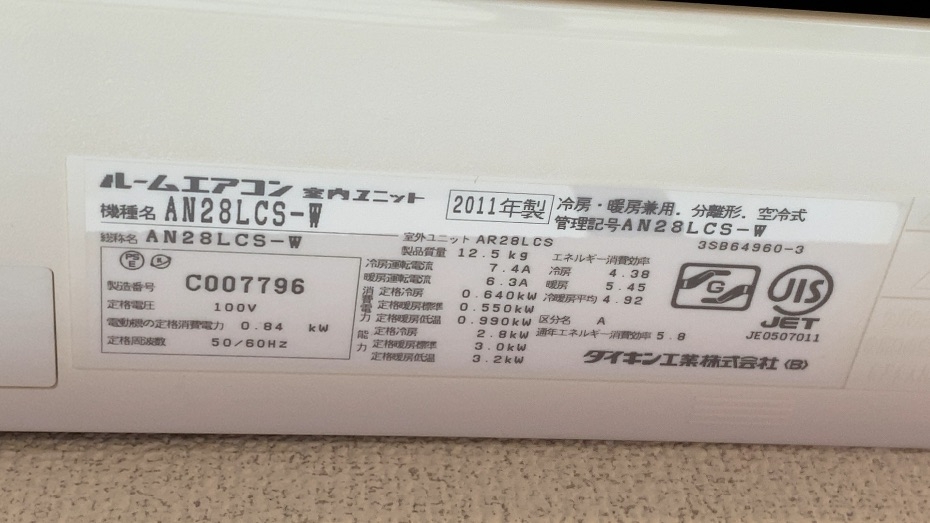 ルームエアコン 室内ユニット
機種名 AN28LCS-W
2011年製
冷房・暖房兼用．分離形．空冷式
管理記号AN28LCS-W
3SB64960-3
総称名 AN28LCS-W
PS E
製造番号 C007796
定格電圧 100V
電動機の定格消費電力 0.84 kW
定格周波数 50/60HZ
室外ユニット AR28LCS
製品質量 12.5 kg
冷房運転電流 7.4A
暖房運転電流 6.3A
消費電力
定格冷房 0.640kW
定格暖房標準 0.550kW
定格暖房低温 0.990kW
能力
定格冷房 2.8kW
定格暖房標準 3.0kW
定格暖房低温 3.2kW
エネルギー消費効率
冷房 4.38
暖房 5.45
冷暖房平均 4.92
区分名 A
通年エネルギー消費効率 5.8
G
JIS
JET
JE0507011
ダイキン工業株式会社〈B〉